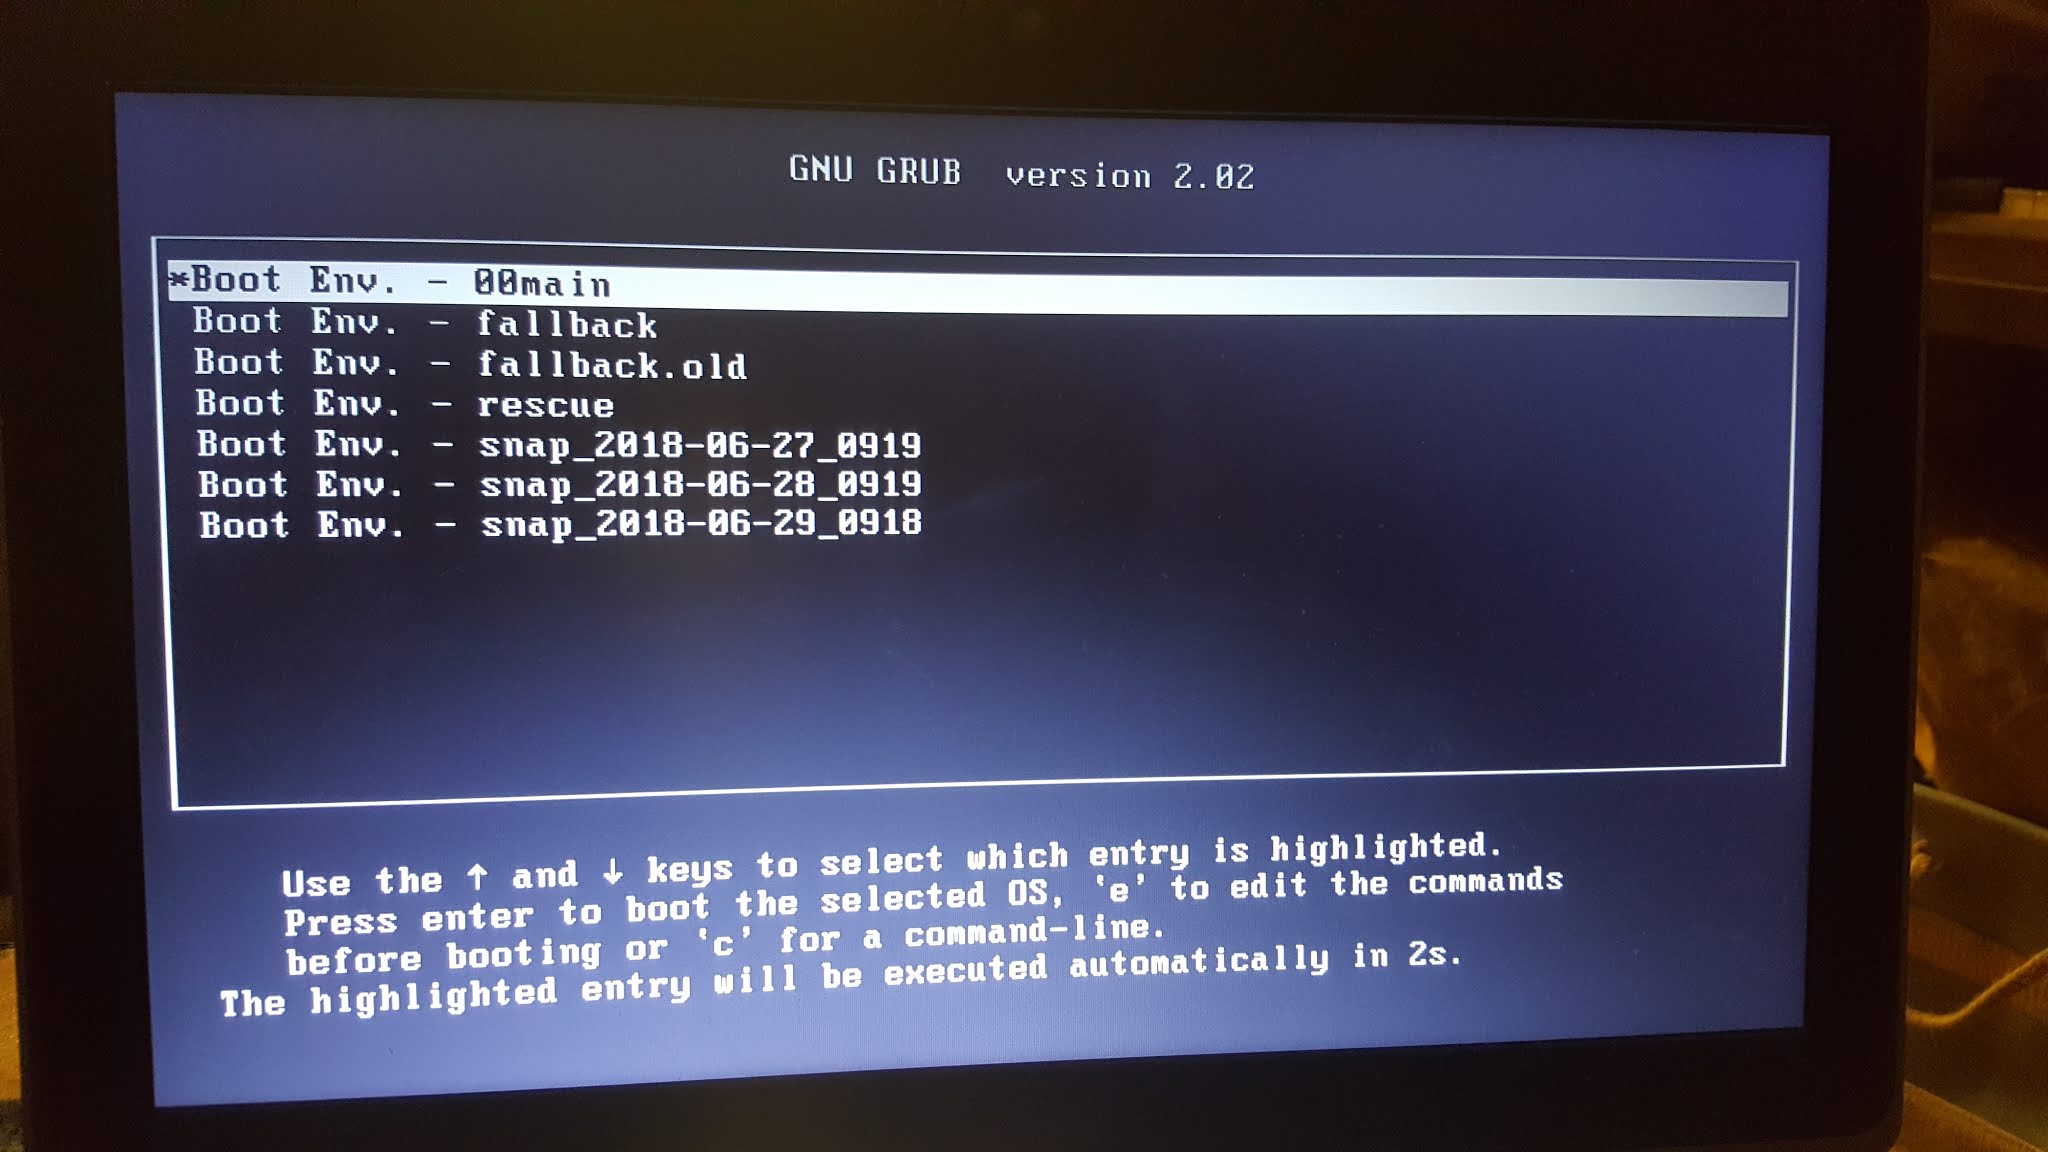 GNU GRUB  version 2.02
*Boot Env. - 00main
Boot Env. - fallback
Boot Env. - fallback.old
Boot Env. - rescue
Boot Env. - snap_2018-06-27_0919
Boot Env. - snap_2018-06-28_0919
Boot Env. - snap_2018-06-29_0918
Use the ↑ and ↓ keys to select which entry is highlighted.
Press enter to boot the selected OS, `e' to edit the commands
before booting or `c' for a command-line.
The highlighted entry will be executed automatically in 2s.